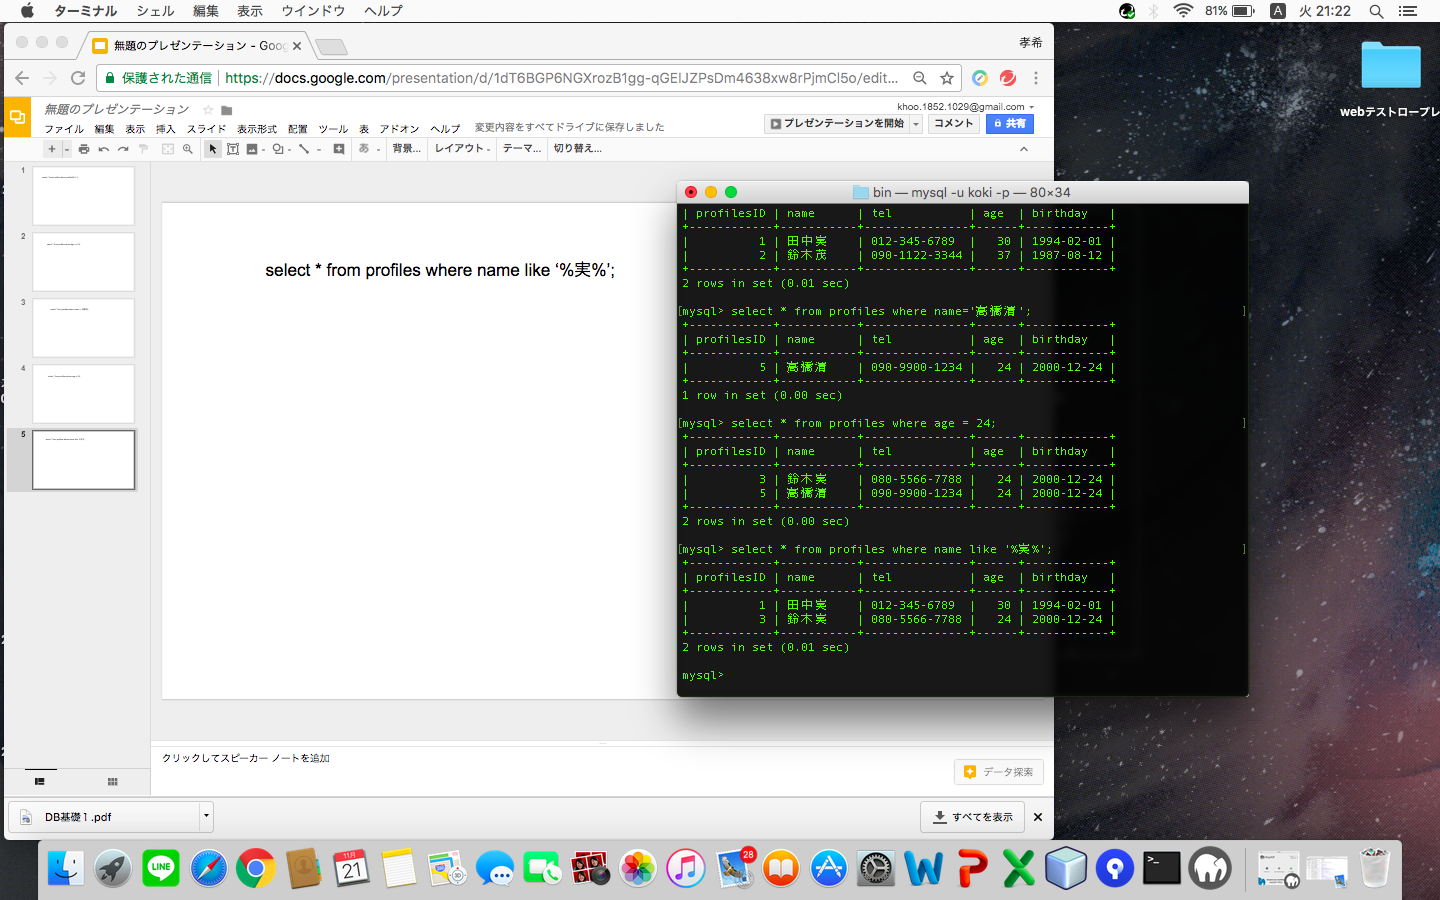 ターミナル シェル 編集 表示 ウインドウ ヘルプ 81% A 火 21:22
無題のプレゼンテーション - Goo
孝希
保護された通信 https://docs.google.com/presentation/d/1dT6BGP6NGXrozB1gg-qGEIJZPsDm4638xw8rPjmCl5o/edit...
無題のプレゼンテーション
khoo.1852.1029@gmail.com
ファイル 編集 表示 挿入 スライド 表示形式 配置 ツール 表 アドオン ヘルプ 変更内容をすべてドライブに保存しました
プレゼンテーションを開始 コメント 共有
あ 背景... レイアウト テーマ... 切り替え...
webテストロープレ
1
2
3
4
5
select * from profiles where name like ‘%実%’;
bin — mysql -u koki -p — 80×34
| profilesID | name | tel | age | birthday |
| 1 | 田中実 | 012-345-6789 | 30 | 1994-02-01 |
| 2 | 鈴木茂 | 090-1122-3344 | 37 | 1987-08-12 |
2 rows in set (0.01 sec)
[mysql> select * from profiles where name='高橋清'; ]
| profilesID | name | tel | age | birthday |
| 5 | 高橋清 | 090-9900-1234 | 24 | 2000-12-24 |
1 row in set (0.00 sec)
[mysql> select * from profiles where age = 24; ]
| profilesID | name | tel | age | birthday |
| 3 | 鈴木実 | 080-5566-7788 | 24 | 2000-12-24 |
| 5 | 高橋清 | 090-9900-1234 | 24 | 2000-12-24 |
2 rows in set (0.00 sec)
[mysql> select * from profiles where name like '%実%'; ]
| profilesID | name | tel | age | birthday |
| 1 | 田中実 | 012-345-6789 | 30 | 1994-02-01 |
| 3 | 鈴木実 | 080-5566-7788 | 24 | 2000-12-24 |
2 rows in set (0.01 sec)
mysql>
クリックしてスピーカー ノートを追加
データ探索
DB基礎１.pdf
すべてを表示
LINE
11月
21
28